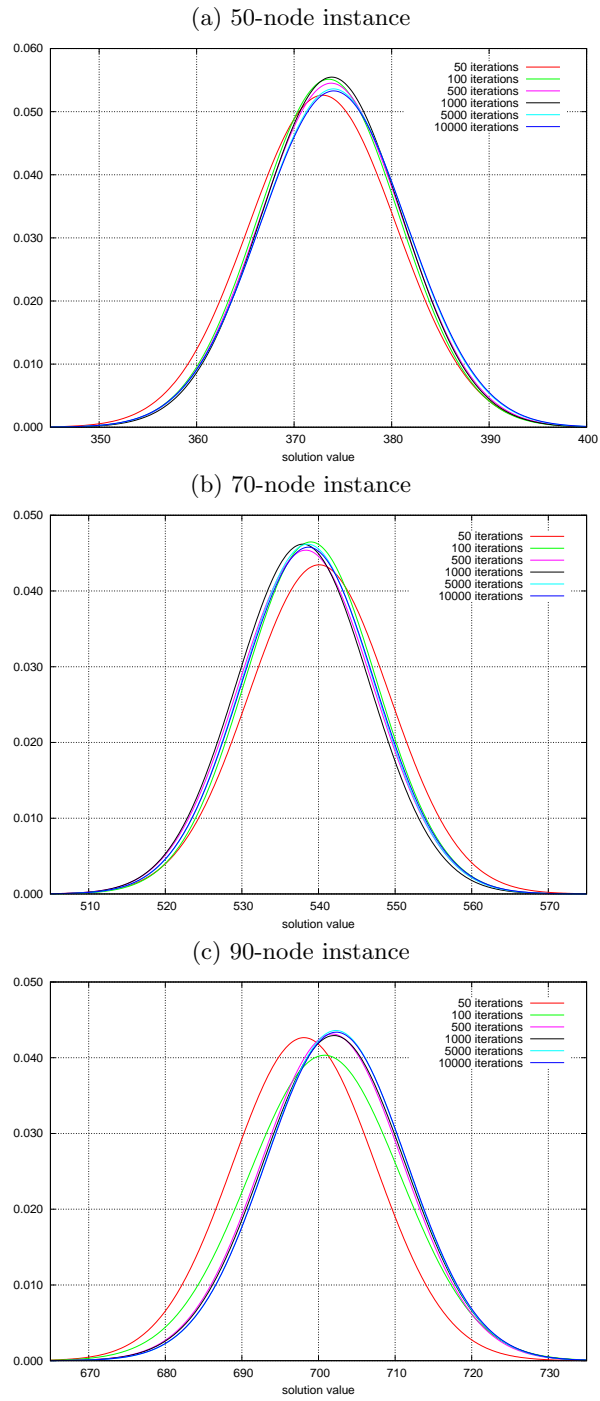 (a) 50-node instance
0.060
0.050
0.040
0.030
0.020
0.010
0.000
50 iterations
100 iterations
500 iterations
1000 iterations
5000 iterations
10000 iterations
350 360 370 380 390 400
solution value
(b) 70-node instance
0.050
0.040
0.030
0.020
0.010
0.000
50 iterations
100 iterations
500 iterations
1000 iterations
5000 iterations
10000 iterations
510 520 530 540 550 560 570
solution value
(c) 90-node instance
0.050
0.040
0.030
0.020
0.010
0.000
50 iterations
100 iterations
500 iterations
1000 iterations
5000 iterations
10000 iterations
670 680 690 700 710 720 730
solution value